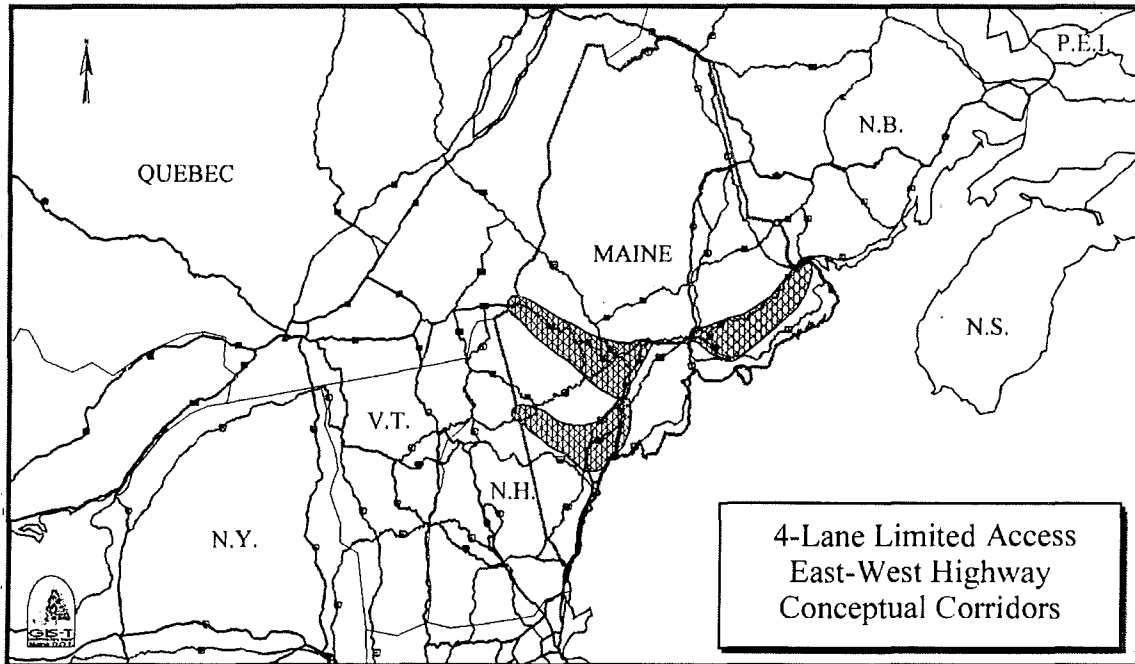 P.E.I.
N.B.
QUEBEC
MAINE
N.S.
V.T.
N.H.
N.Y.
4-Lane Limited Access
East-West Highway
Conceptual Corridors